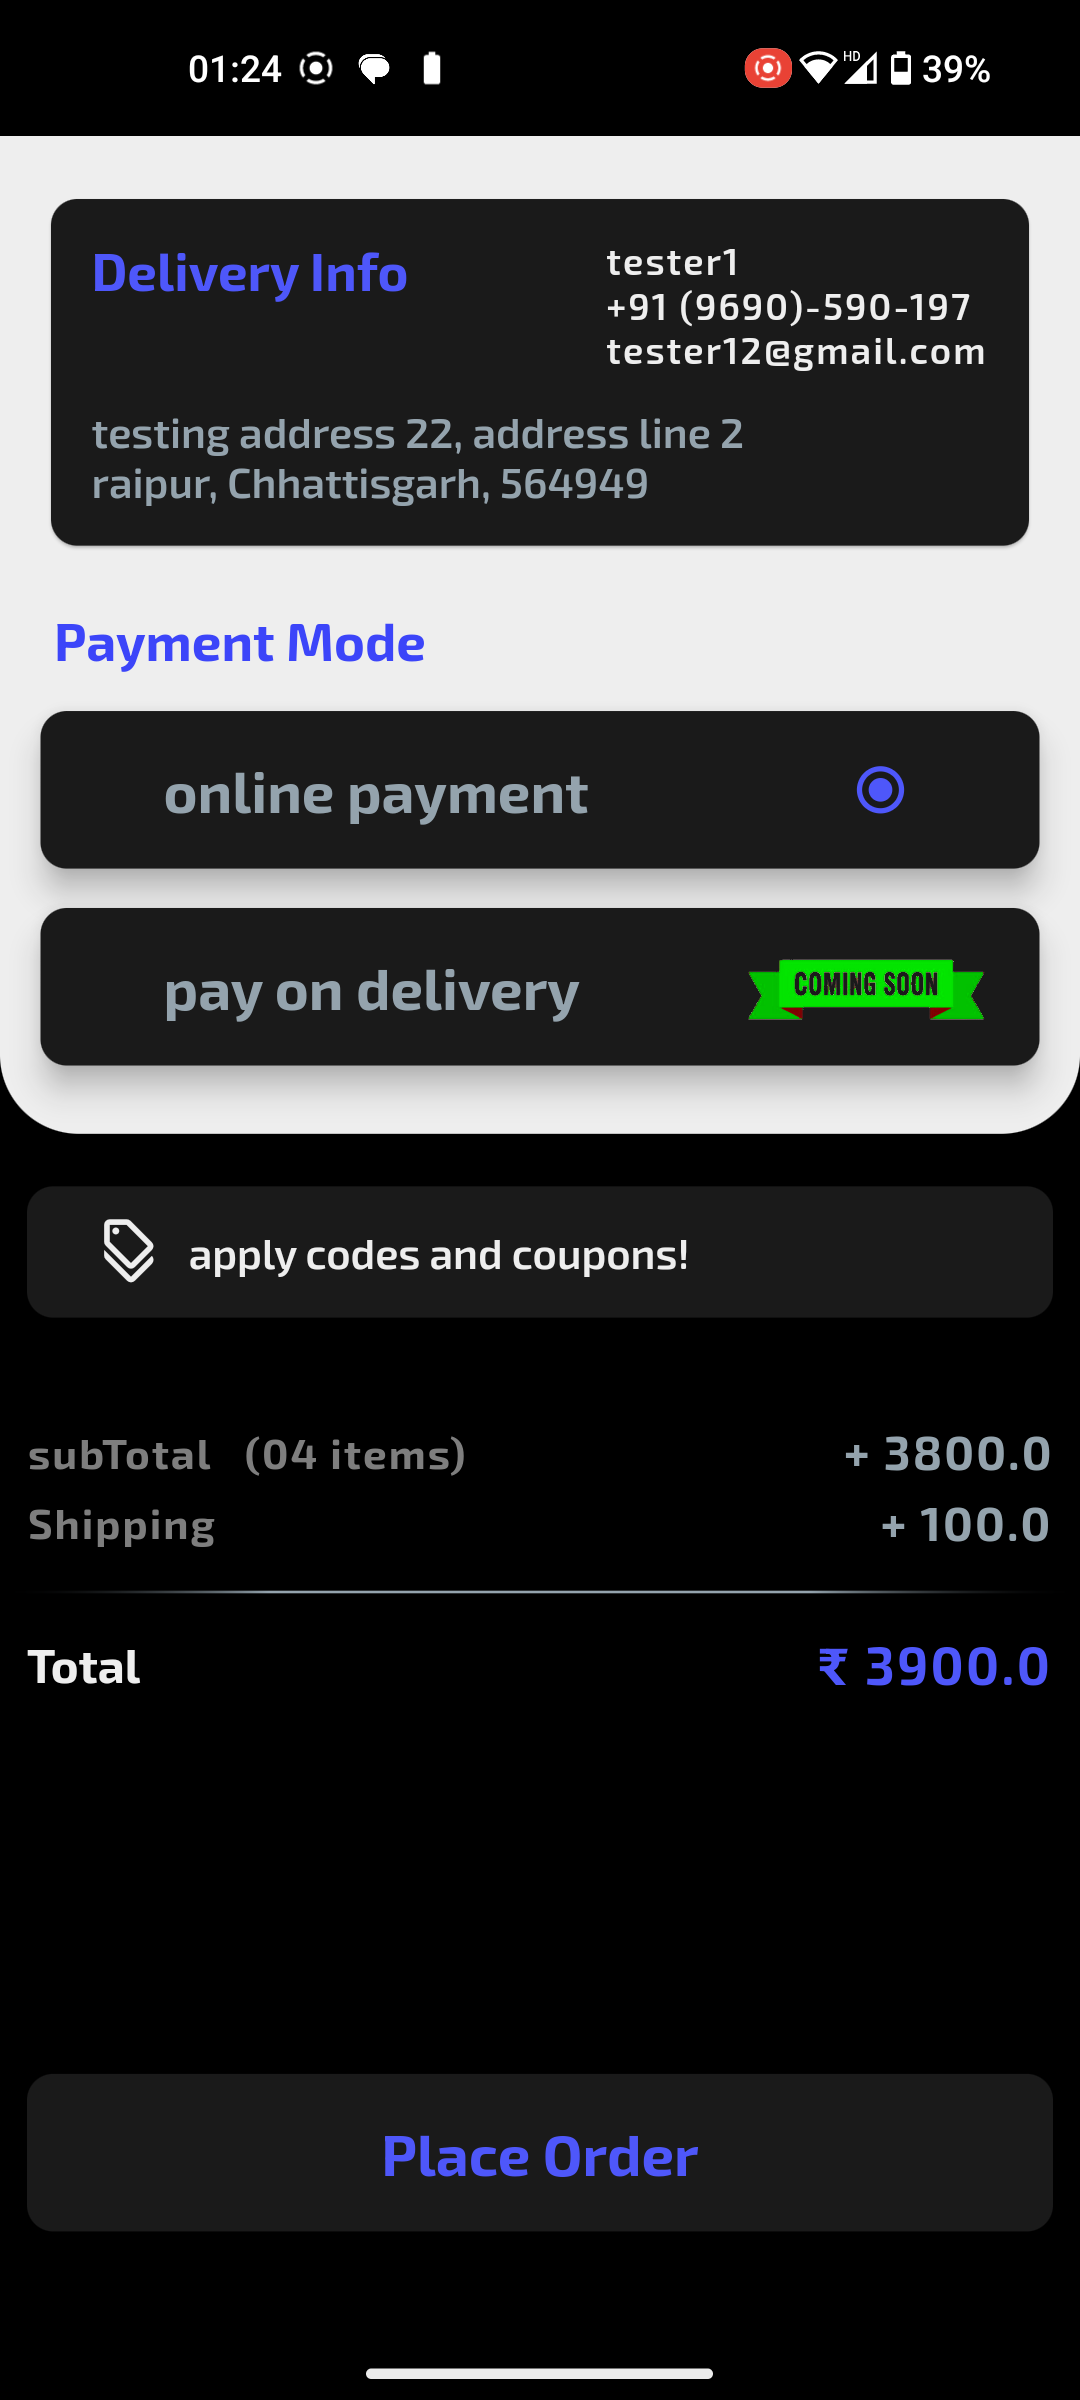 01:24
HD 39%
Delivery Info
tester1
+91 (9690)-590-197
tester12@gmail.com
testing address 22, address line 2
raipur, Chhattisgarh, 564949
Payment Mode
online payment
pay on delivery
COMING SOON
apply codes and coupons!
subTotal (04 items) + 3800.0
Shipping + 100.0
Total ₹ 3900.0
Place Order